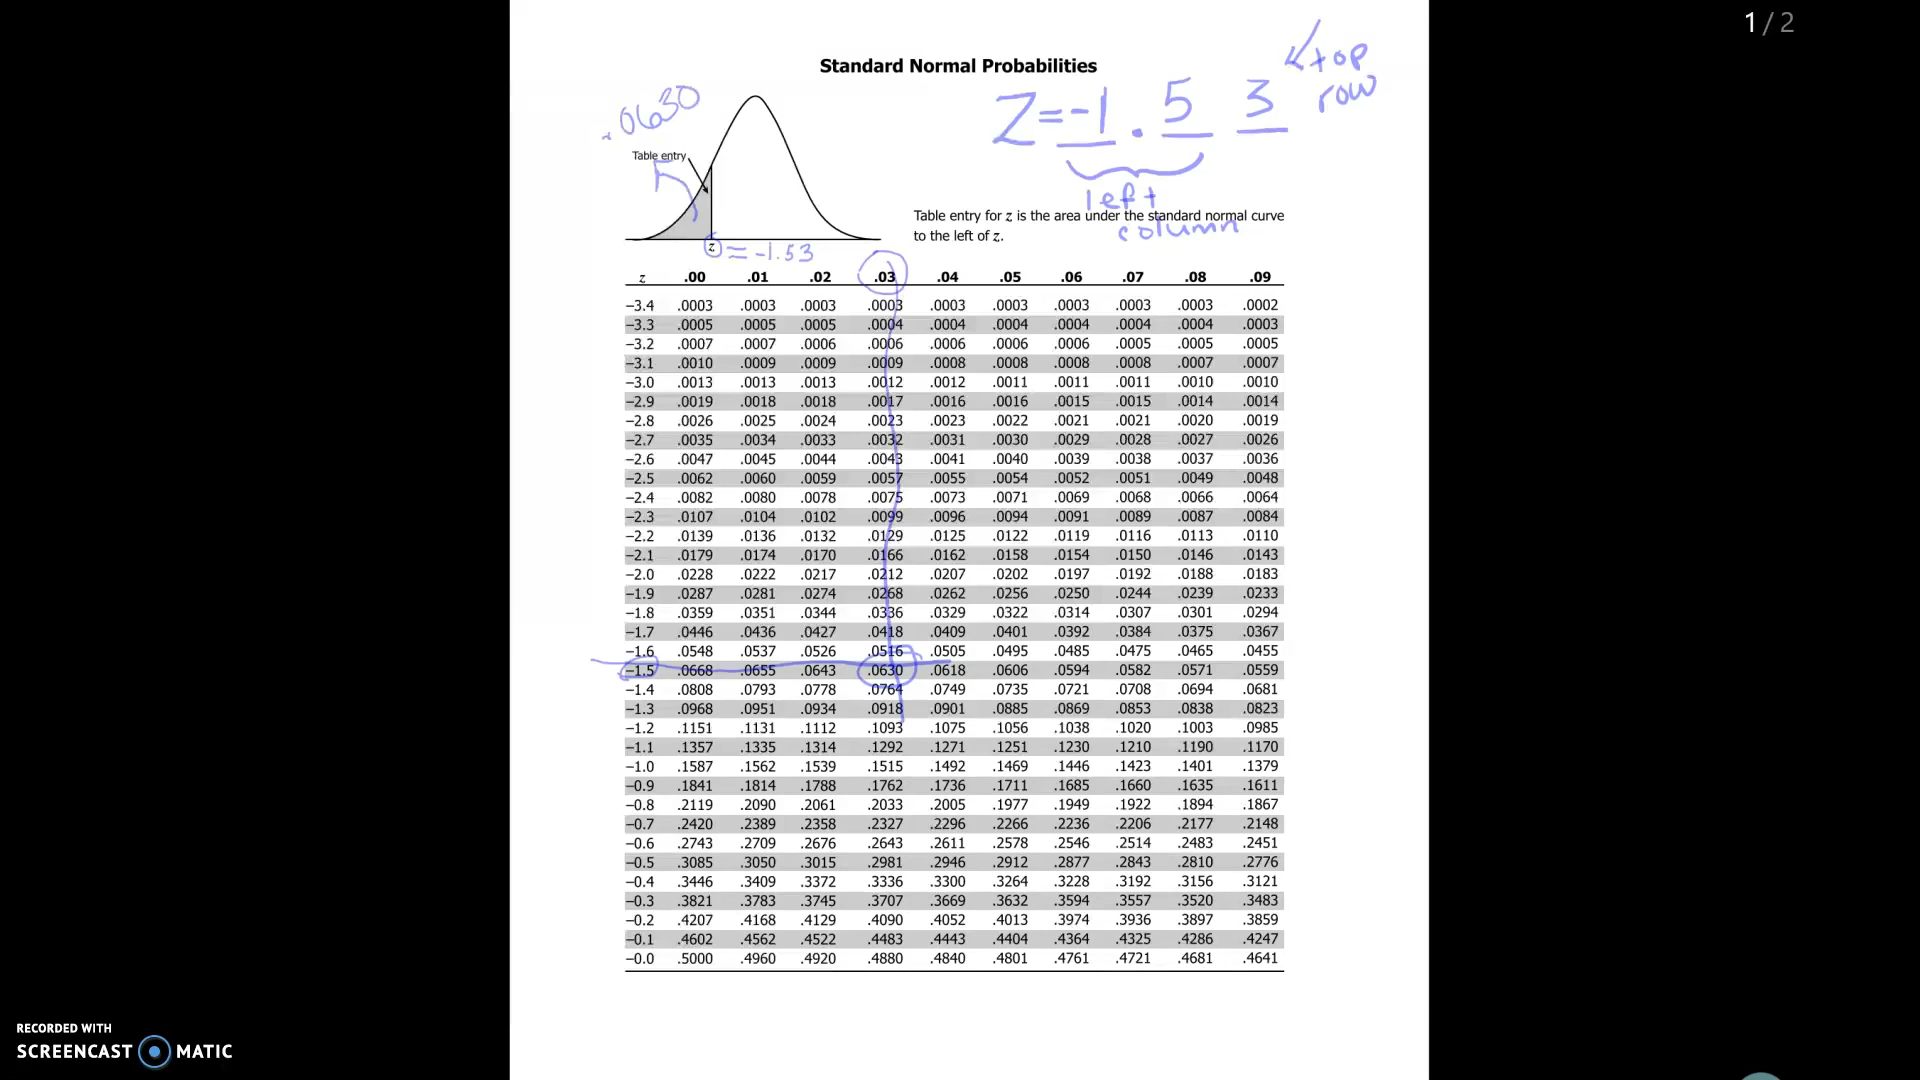 1 / 2
top
row
Standard Normal Probabilities
Z = -1 . 5 3
.0630
Table entry
left
Table entry for z is the area under the standard normal curve
column
to the left of z.
z = -1.53
z .00 .01 .02 .03 .04 .05 .06 .07 .08 .09
−3.4 .0003 .0003 .0003 .0003 .0003 .0003 .0003 .0003 .0003 .0002
−3.3 .0005 .0005 .0005 .0004 .0004 .0004 .0004 .0004 .0004 .0003
−3.2 .0007 .0007 .0006 .0006 .0006 .0006 .0006 .0005 .0005 .0005
−3.1 .0010 .0009 .0009 .0009 .0008 .0008 .0008 .0008 .0007 .0007
−3.0 .0013 .0013 .0013 .0012 .0012 .0011 .0011 .0011 .0010 .0010
−2.9 .0019 .0018 .0018 .0017 .0016 .0016 .0015 .0015 .0014 .0014
−2.8 .0026 .0025 .0024 .0023 .0023 .0022 .0021 .0021 .0020 .0019
−2.7 .0035 .0034 .0033 .0032 .0031 .0030 .0029 .0028 .0027 .0026
−2.6 .0047 .0045 .0044 .0043 .0041 .0040 .0039 .0038 .0037 .0036
−2.5 .0062 .0060 .0059 .0057 .0055 .0054 .0052 .0051 .0049 .0048
−2.4 .0082 .0080 .0078 .0075 .0073 .0071 .0069 .0068 .0066 .0064
−2.3 .0107 .0104 .0102 .0099 .0096 .0094 .0091 .0089 .0087 .0084
−2.2 .0139 .0136 .0132 .0129 .0125 .0122 .0119 .0116 .0113 .0110
−2.1 .0179 .0174 .0170 .0166 .0162 .0158 .0154 .0150 .0146 .0143
−2.0 .0228 .0222 .0217 .0212 .0207 .0202 .0197 .0192 .0188 .0183
−1.9 .0287 .0281 .0274 .0268 .0262 .0256 .0250 .0244 .0239 .0233
−1.8 .0359 .0351 .0344 .0336 .0329 .0322 .0314 .0307 .0301 .0294
−1.7 .0446 .0436 .0427 .0418 .0409 .0401 .0392 .0384 .0375 .0367
−1.6 .0548 .0537 .0526 .0516 .0505 .0495 .0485 .0475 .0465 .0455
−1.5 .0668 .0655 .0643 .0630 .0618 .0606 .0594 .0582 .0571 .0559
−1.4 .0808 .0793 .0778 .0764 .0749 .0735 .0721 .0708 .0694 .0681
−1.3 .0968 .0951 .0934 .0918 .0901 .0885 .0869 .0853 .0838 .0823
−1.2 .1151 .1131 .1112 .1093 .1075 .1056 .1038 .1020 .1003 .0985
−1.1 .1357 .1335 .1314 .1292 .1271 .1251 .1230 .1210 .1190 .1170
−1.0 .1587 .1562 .1539 .1515 .1492 .1469 .1446 .1423 .1401 .1379
−0.9 .1841 .1814 .1788 .1762 .1736 .1711 .1685 .1660 .1635 .1611
−0.8 .2119 .2090 .2061 .2033 .2005 .1977 .1949 .1922 .1894 .1867
−0.7 .2420 .2389 .2358 .2327 .2296 .2266 .2236 .2206 .2177 .2148
−0.6 .2743 .2709 .2676 .2643 .2611 .2578 .2546 .2514 .2483 .2451
−0.5 .3085 .3050 .3015 .2981 .2946 .2912 .2877 .2843 .2810 .2776
−0.4 .3446 .3409 .3372 .3336 .3300 .3264 .3228 .3192 .3156 .3121
−0.3 .3821 .3783 .3745 .3707 .3669 .3632 .3594 .3557 .3520 .3483
−0.2 .4207 .4168 .4129 .4090 .4052 .4013 .3974 .3936 .3897 .3859
−0.1 .4602 .4562 .4522 .4483 .4443 .4404 .4364 .4325 .4286 .4247
−0.0 .5000 .4960 .4920 .4880 .4840 .4801 .4761 .4721 .4681 .4641
RECORDED WITH
SCREENCAST MATIC